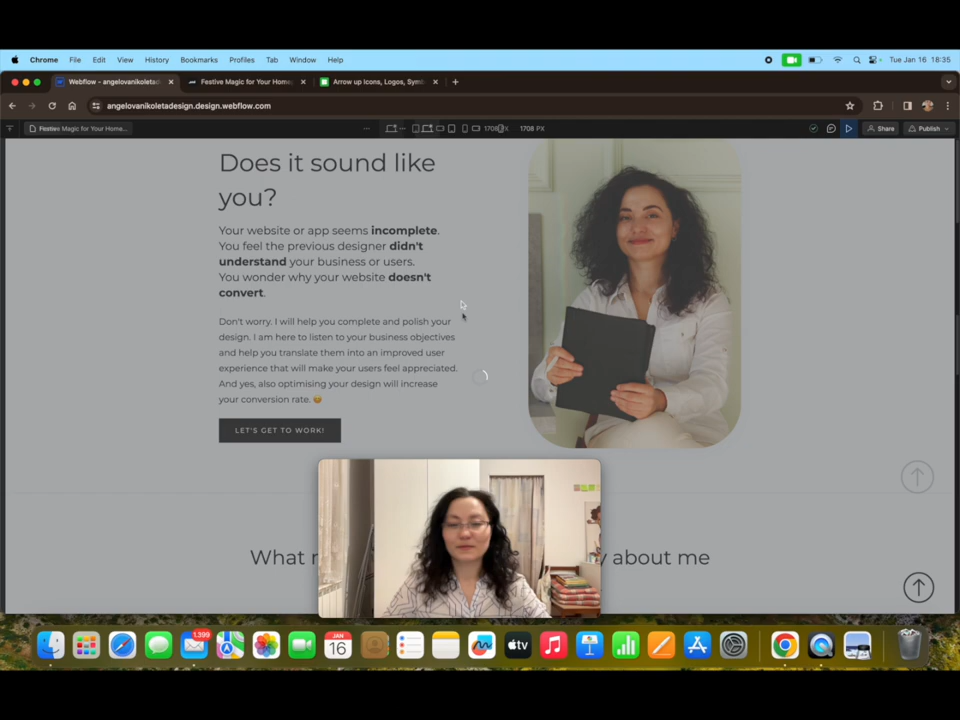 Chrome File Edit View History Bookmarks Profiles Tab Window Help Tue Jan 16 18:35
Webflow - angelovanikoletad Festive Magic for Your Home, Arrow up Icons, Logos, Symb
angelovanikoletadesign.design.webflow.com
Festive Magic for Your Home... 1708 PX Share Publish
Does it sound like
you?
Your website or app seems incomplete.
You feel the previous designer didn't
understand your business or users.
You wonder why your website doesn't
convert.
Don't worry. I will help you complete and polish your
design. I am here to listen to your business objectives
and help you translate them into an improved user
experience that will make your users feel appreciated.
And yes, also optimising your design will increase
your conversion rate. 😄
LET'S GET TO WORK!
What y about me
1,399
JAN
16
tv